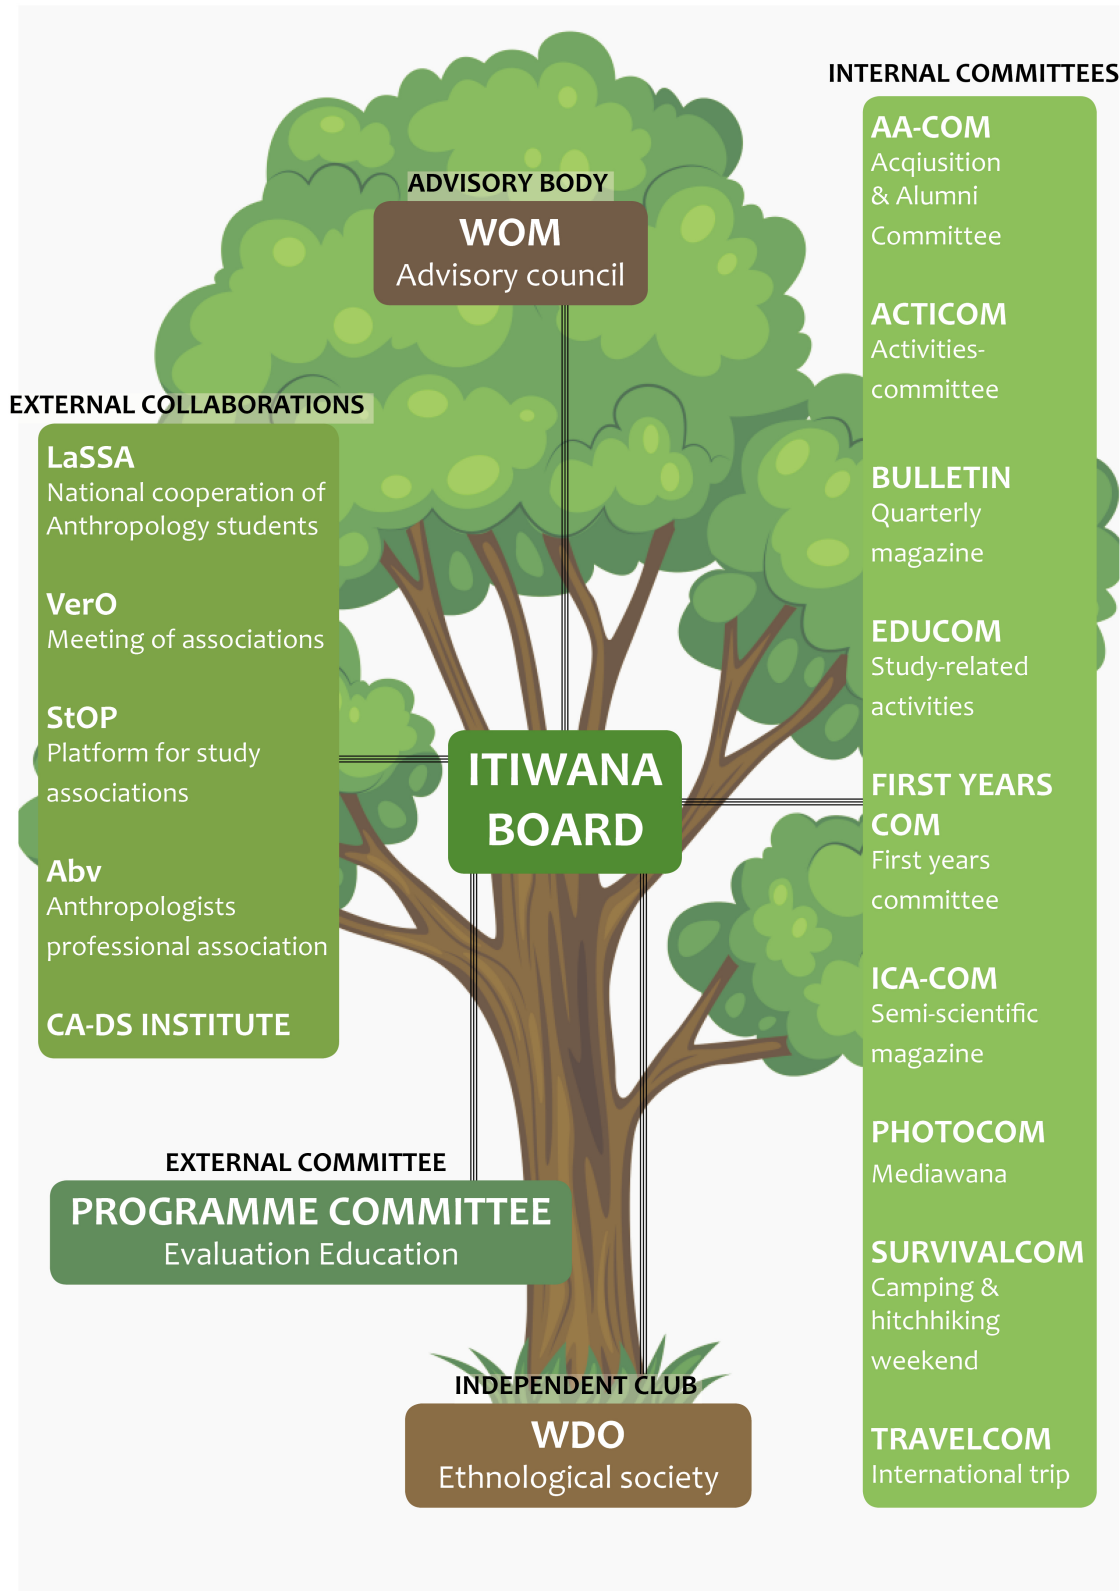 INTERNAL COMMITTEES
AA-COM
Acqiusition
& Alumni
Committee
ACTICOM
Activities-
committee
BULLETIN
Quarterly
magazine
EDUCOM
Study-related
activities
FIRST YEARS
COM
First years
committee
ICA-COM
Semi-scientific
magazine
PHOTOCOM
Mediawana
SURVIVALCOM
Camping &
hitchhiking
weekend
TRAVELCOM
International trip
ADVISORY BODY
WOM
Advisory council
EXTERNAL COLLABORATIONS
LaSSA
National cooperation of
Anthropology students
VerO
Meeting of associations
StOP
Platform for study
associations
Abv
Anthropologists
professional association
CA-DS INSTITUTE
ITIWANA
BOARD
EXTERNAL COMMITTEE
PROGRAMME COMMITTEE
Evaluation Education
INDEPENDENT CLUB
WDO
Ethnological society